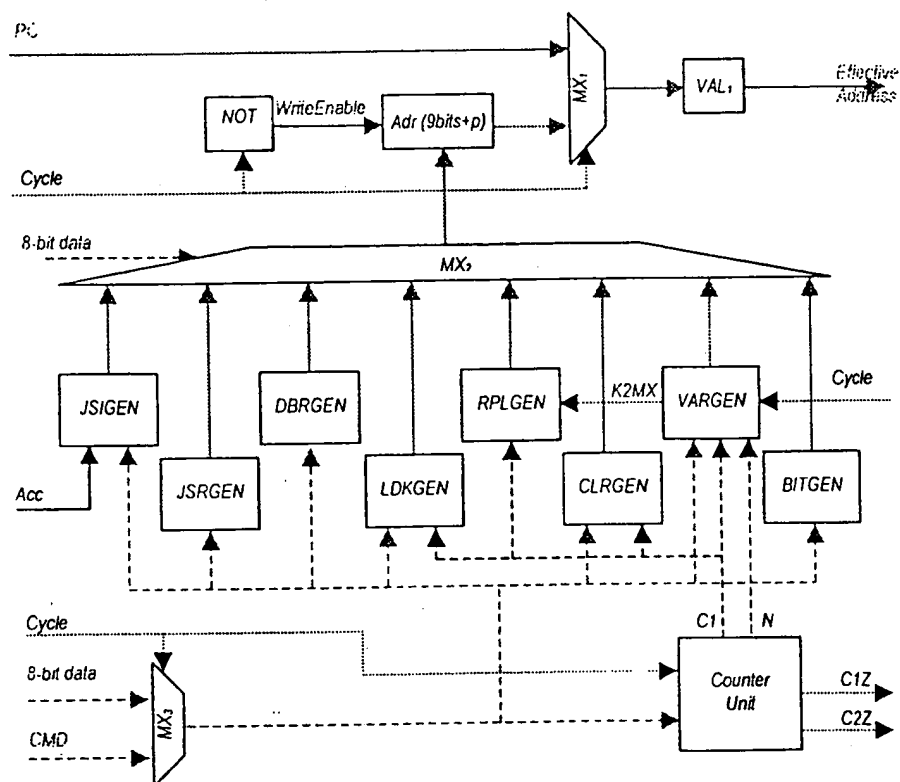 PC
MX₁
VAL₁
Effective
Address
NOT
WriteEnable
Adr (9bits+p)
Cycle
8-bit data
MX₂
JSIGEN
DBRGEN
RPLGEN
K2MX
VARGEN
Cycle
Acc
JSRGEN
LDKGEN
CLRGEN
BITGEN
Cycle
C1
N
8-bit data
MX₃
CMD
Counter
Unit
C1Z
C2Z